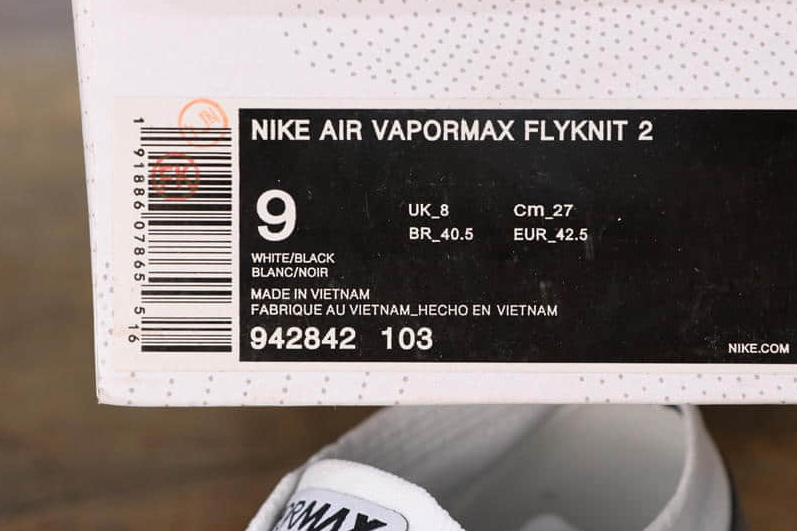 NIKE AIR VAPORMAX FLYKNIT 2
9
UK_8 Cm_27
BR_40.5 EUR_42.5
WHITE/BLACK
BLANC/NOIR
MADE IN VIETNAM
FABRIQUE AU VIETNAM_HECHO EN VIETNAM
942842 103
NIKE.COM
1 91886 07865 5 16